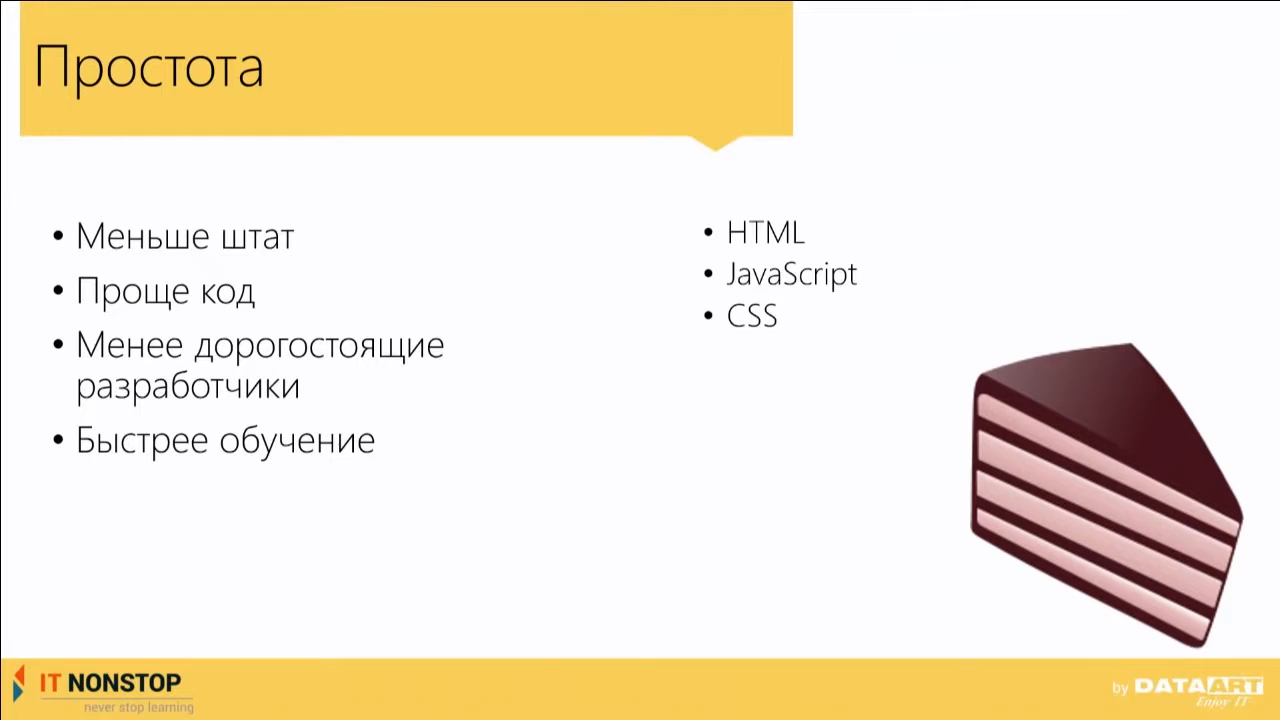 Простота
• Меньше штат
• Проще код
• Менее дорогостоящие
разработчики
• Быстрее обучение
• HTML
• JavaScript
• CSS
IT NONSTOP
never stop learning
by DATAART
Enjoy IT